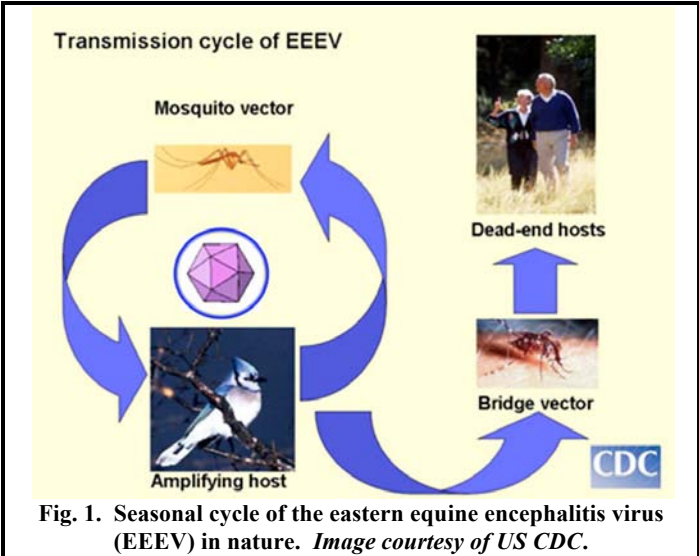 Transmission cycle of EEEV
Mosquito vector
Dead-end hosts
Bridge vector
Amplifying host
CDC
Fig. 1. Seasonal cycle of the eastern equine encephalitis virus
(EEEV) in nature. Image courtesy of US CDC.